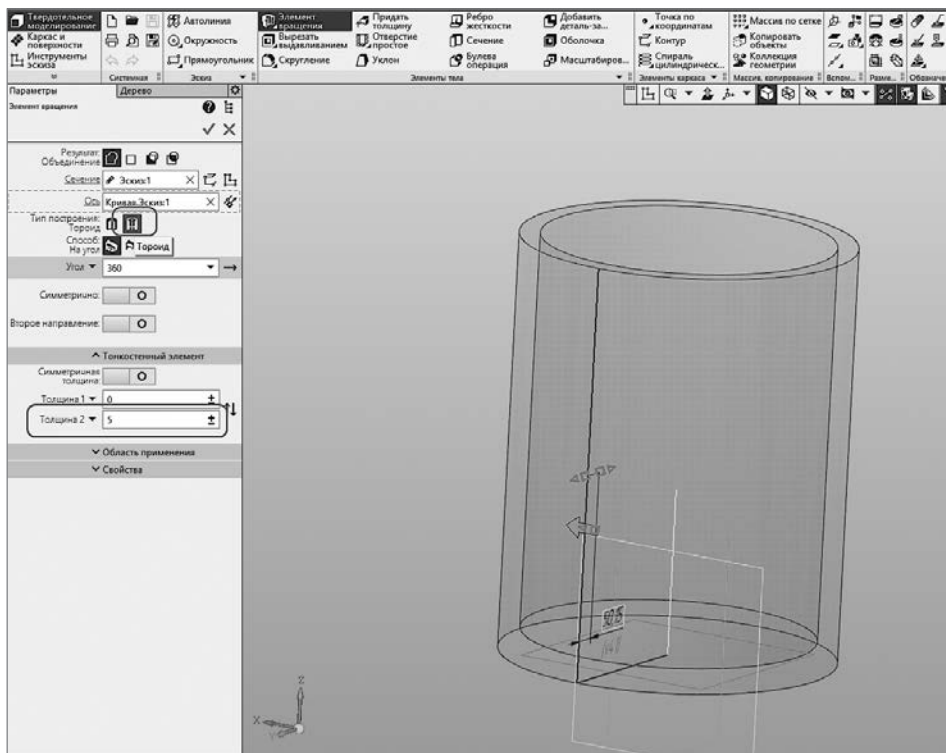 Твердотельное моделирование
Каркас и поверхности
Инструменты эскиза
Системная
Автолиния
Окружность
Прямоугольник
Эскиз
Элемент вращения
Вырезать выдавливанием
Скругление
Придать толщину
Отверстие простое
Уклон
Ребро жесткости
Сечение
Булева операция
Добавить деталь-за...
Оболочка
Масштабиров...
Элементы тела
Точка по координатам
Контур
Спираль цилиндрическ...
Элементы каркаса
Массив по сетке
Копировать объекты
Коллекция геометрии
Массив, копирование
Вспом...
Разме...
Обозначе
Параметры
Дерево
Элемент вращения
Результат:
Объединение
Сечение Эскиз:1
Ось Кривая.Эскиз:1
Тип построения:
Тороид
Способ:
На угол
Тороид
Угол 360
Симметрично:
Второе направление:
Тонкостенный элемент
Симметричная
толщина:
Толщина 1 0
Толщина 2 5
Область применения
Свойства
Z
X
Y